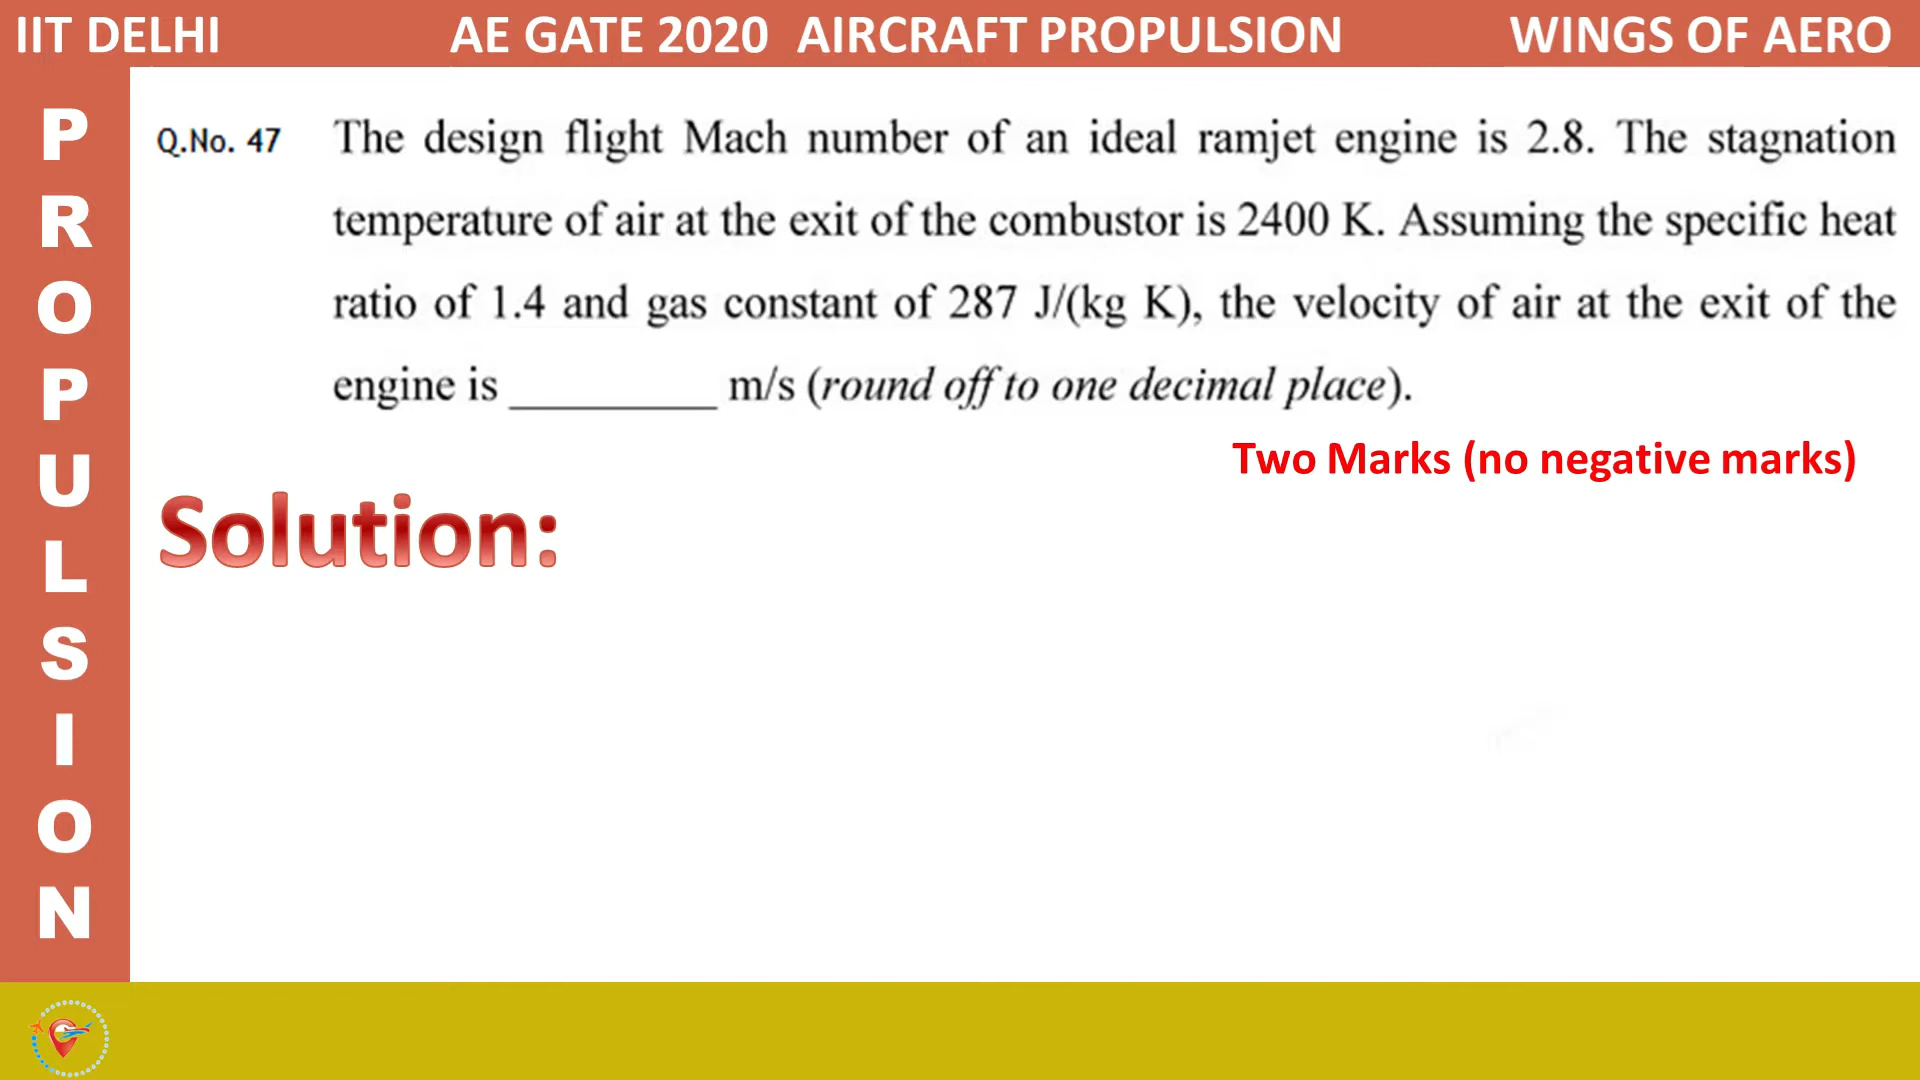 IIT DELHI AE GATE 2020 AIRCRAFT PROPULSION WINGS OF AERO
P
R
O
P
U
L
S
I
O
N
Q.No. 47 The design flight Mach number of an ideal ramjet engine is 2.8. The stagnation
temperature of air at the exit of the combustor is 2400 K. Assuming the specific heat
ratio of 1.4 and gas constant of 287 J/(kg K), the velocity of air at the exit of the
engine is __________ m/s (round off to one decimal place).
Two Marks (no negative marks)
Solution: